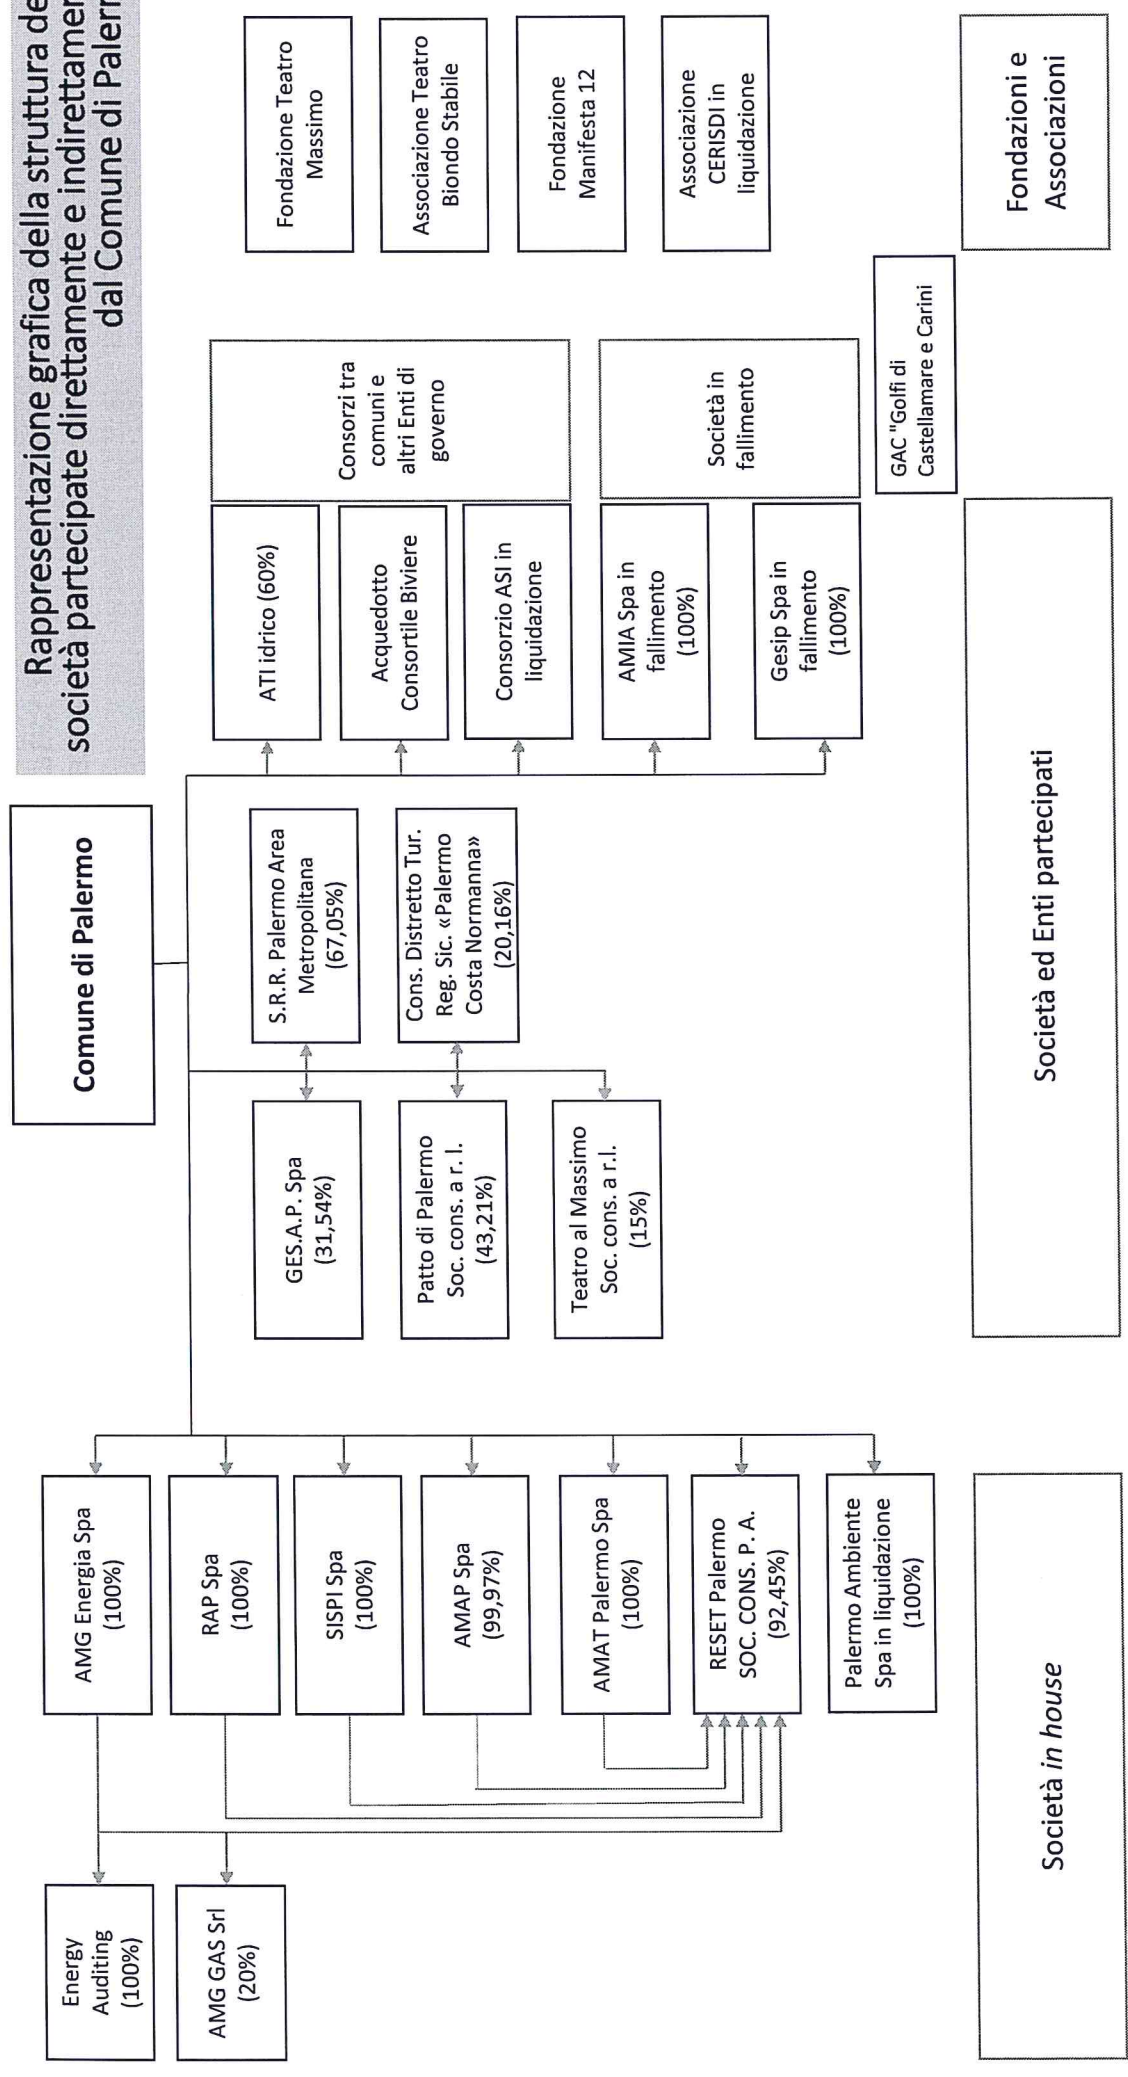 Rappresentazione grafica della struttura de
società partecipate direttamente e indirettamen
dal Comune di Palerm
Comune di Palermo
Energy
Auditing
(100%)
AMG GAS Srl
(20%)
AMG Energia Spa
(100%)
RAP Spa
(100%)
SISPI Spa
(100%)
AMAP Spa
(99,97%)
AMAT Palermo Spa
(100%)
RESET Palermo
SOC. CONS. P. A.
(92,45%)
Palermo Ambiente
Spa in liquidazione
(100%)
GES.A.P. Spa
(31,54%)
Patto di Palermo
Soc. cons. a r. l.
(43,21%)
Teatro al Massimo
Soc. cons. a r.l.
(15%)
S.R.R. Palermo Area
Metropolitana
(67,05%)
Cons. Distretto Tur.
Reg. Sic. «Palermo
Costa Normanna»
(20,16%)
ATI idrico (60%)
Acquedotto
Consortile Biviere
Consorzio ASI in
liquidazione
AMIA Spa in
fallimento
(100%)
Gesip Spa in
fallimento
(100%)
Consorzi tra
comuni e
altri Enti di
governo
Società in
fallimento
GAC "Golfi di
Castellamare e Carini
Fondazione Teatro
Massimo
Associazione Teatro
Biondo Stabile
Fondazione
Manifesta 12
Associazione
CERISDI in
liquidazione
Società in house
Società ed Enti partecipati
Fondazioni e
Associazioni